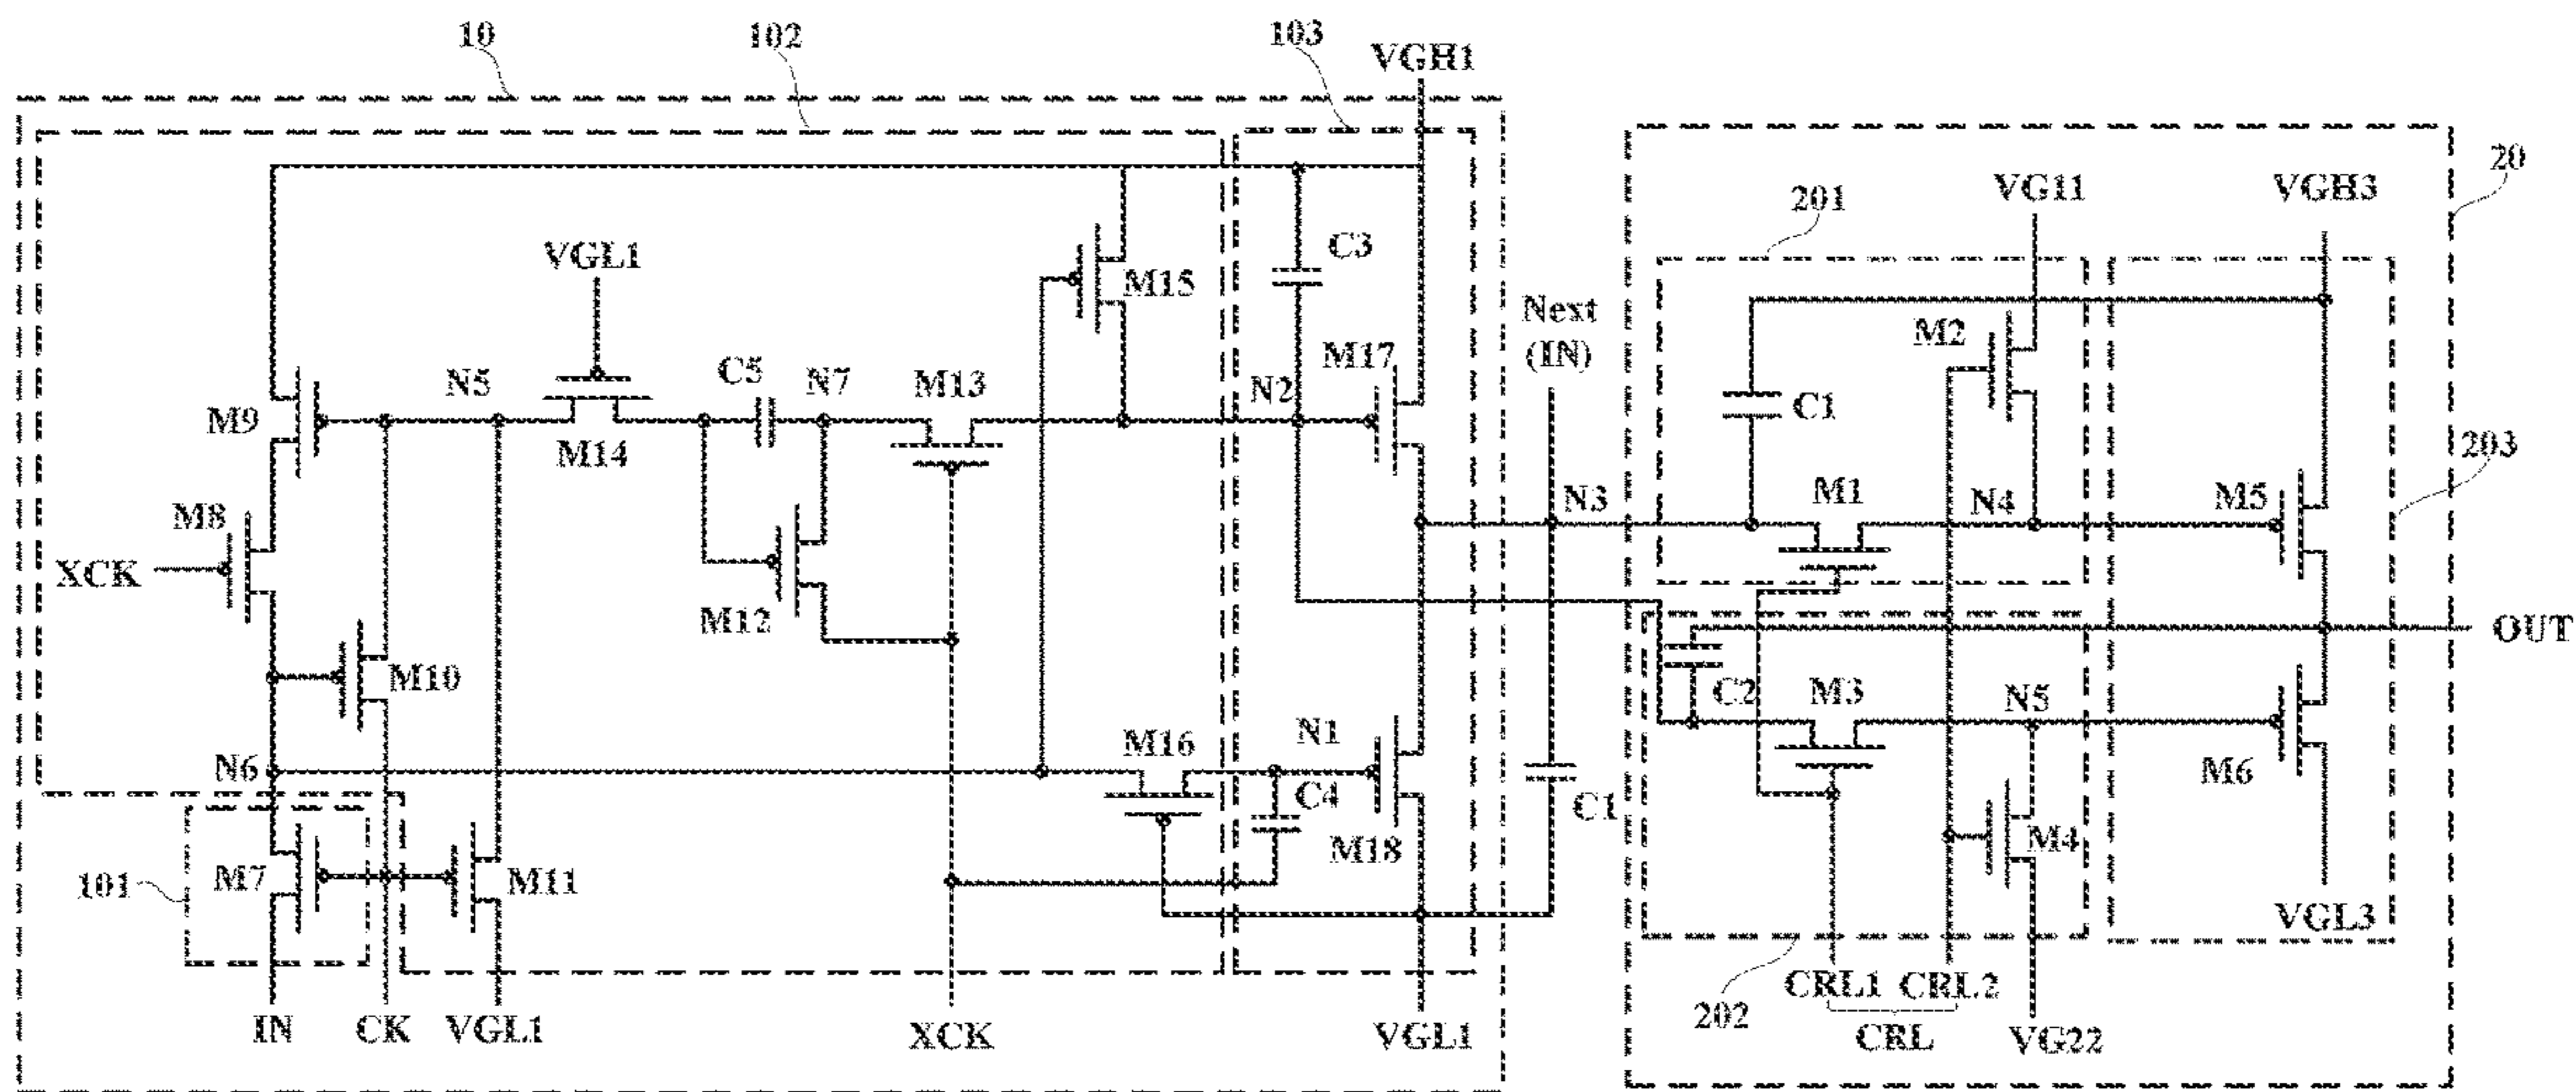 10
102
103
VGH1
20
201
VG11
VGH3
VGL1
C3
M15
Next
(IN)
M2
M17
C5
N7
M13
N2
N5
M9
M14
C1
203
M8
N3
M1
N4
M5
XCK
M12
OUT
M10
C2
M3
N5
N6
M16
N1
M6
C4
C1
M18
M4
101
M7
M11
VGL3
CRL1
CRL2
202
IN
CK
VGL1
XCK
VGL1
CRL
VG22